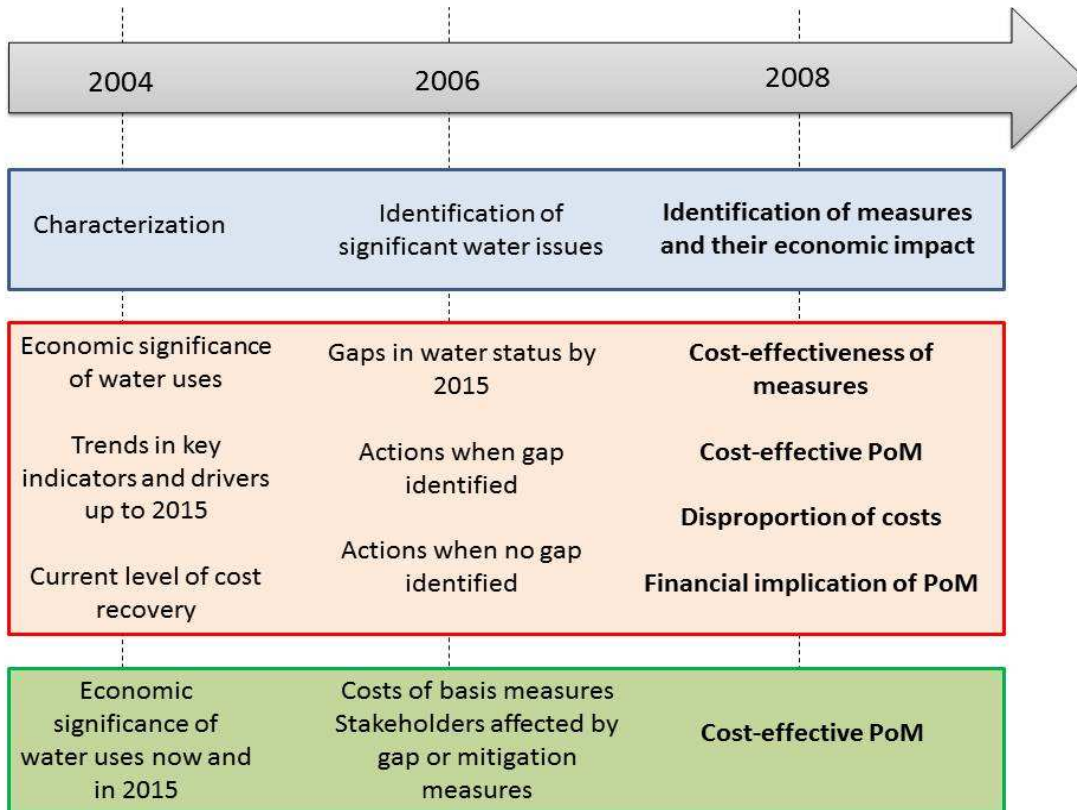 2004
2006
2008
Characterization
Identification of
significant water issues
Identification of measures
and their economic impact
Economic significance
of water uses
Trends in key
indicators and drivers
up to 2015
Current level of cost
recovery
Gaps in water status by
2015
Actions when gap
identified
Actions when no gap
identified
Cost-effectiveness of
measures
Cost-effective PoM
Disproportion of costs
Financial implication of PoM
Economic
significance of
water uses now and
in 2015
Costs of basis measures
Stakeholders affected by
gap or mitigation
measures
Cost-effective PoM